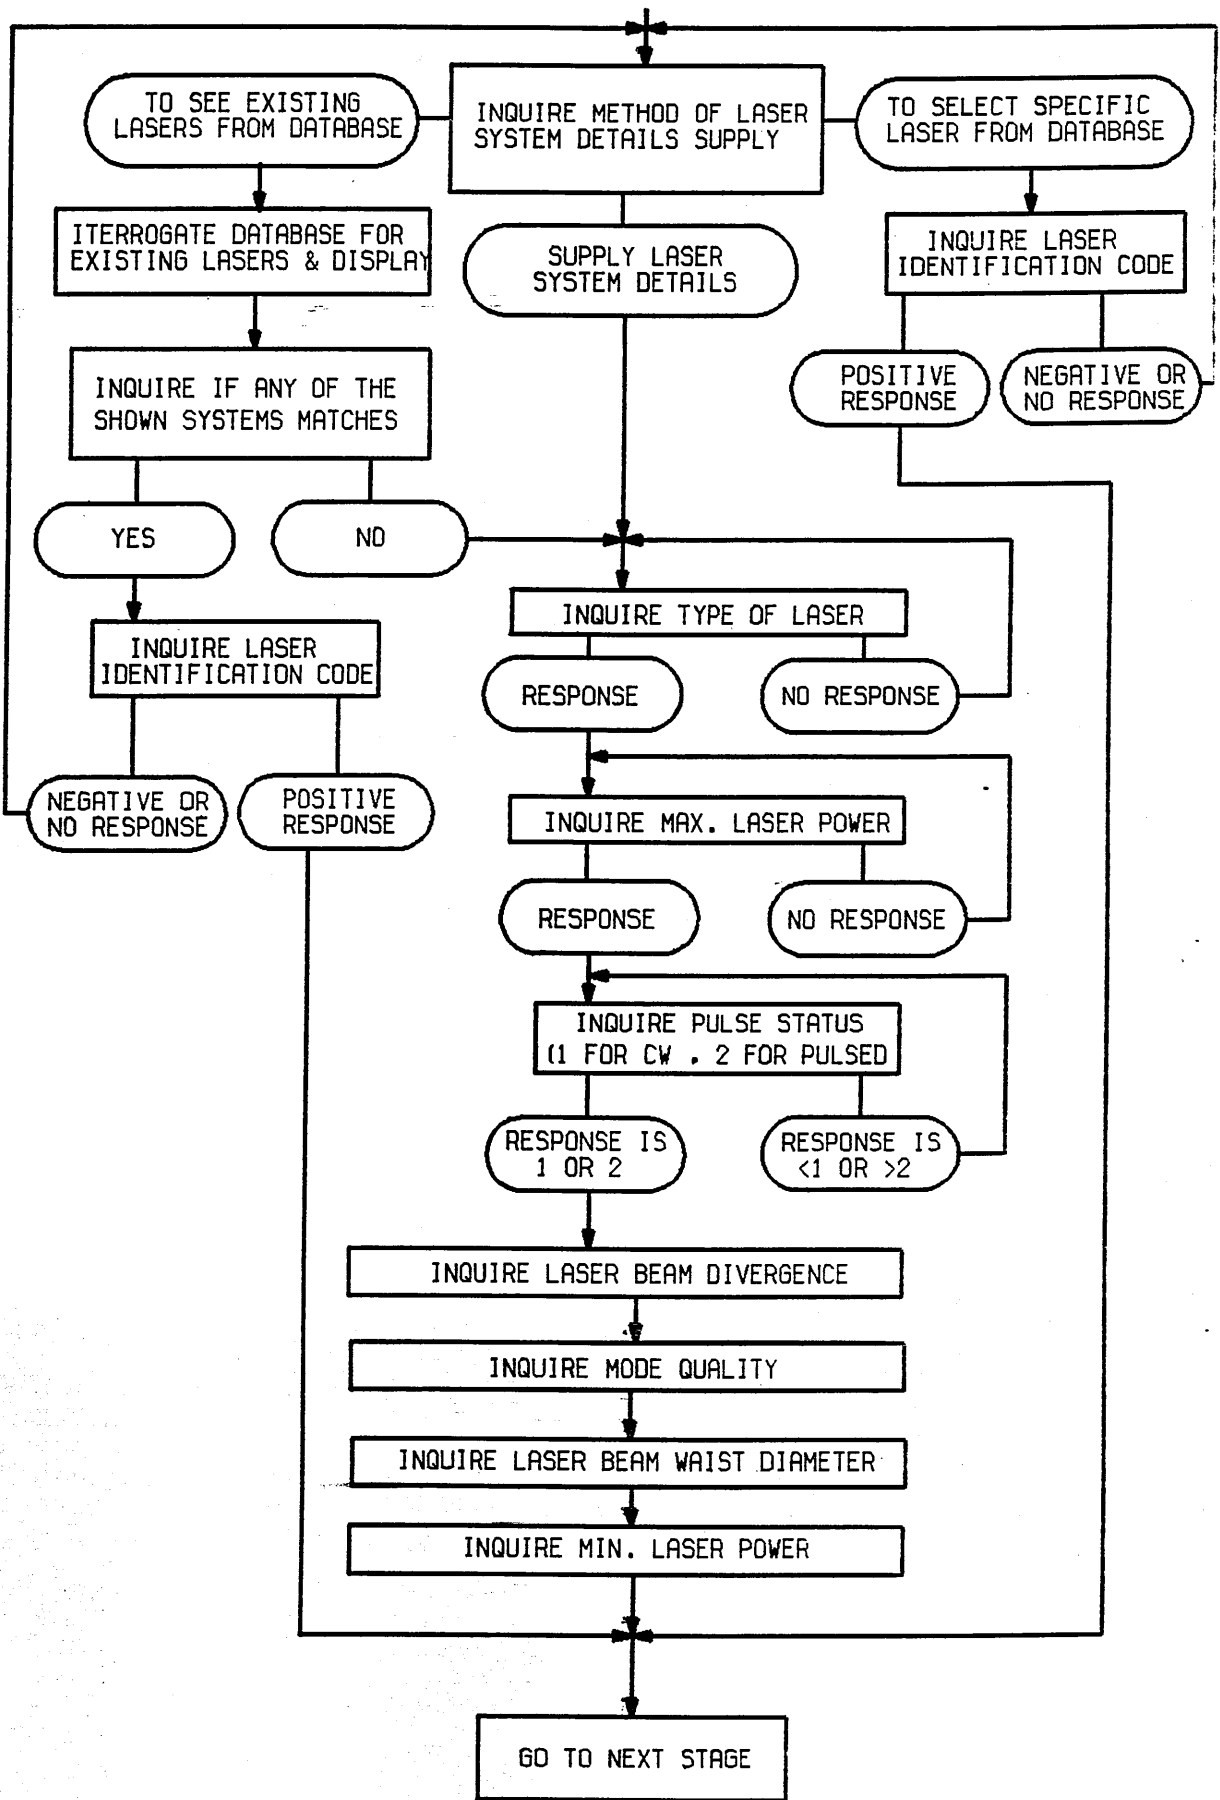 TO SEE EXISTING
LASERS FROM DATABASE
INQUIRE METHOD OF LASER
SYSTEM DETAILS SUPPLY
TO SELECT SPECIFIC
LASER FROM DATABASE
ITERROGATE DATABASE FOR
EXISTING LASERS & DISPLAY
SUPPLY LASER
SYSTEM DETAILS
INQUIRE LASER
IDENTIFICATION CODE
INQUIRE IF ANY OF THE
SHOWN SYSTEMS MATCHES
POSITIVE
RESPONSE
NEGATIVE OR
NO RESPONSE
YES
NO
INQUIRE TYPE OF LASER
INQUIRE LASER
IDENTIFICATION CODE
RESPONSE
NO RESPONSE
NEGATIVE OR
NO RESPONSE
POSITIVE
RESPONSE
INQUIRE MAX. LASER POWER
RESPONSE
NO RESPONSE
INQUIRE PULSE STATUS
(1 FOR CW . 2 FOR PULSED
RESPONSE IS
1 OR 2
RESPONSE IS
<1 OR >2
INQUIRE LASER BEAM DIVERGENCE
INQUIRE MODE QUALITY
INQUIRE LASER BEAM WAIST DIAMETER
INQUIRE MIN. LASER POWER
GO TO NEXT STAGE